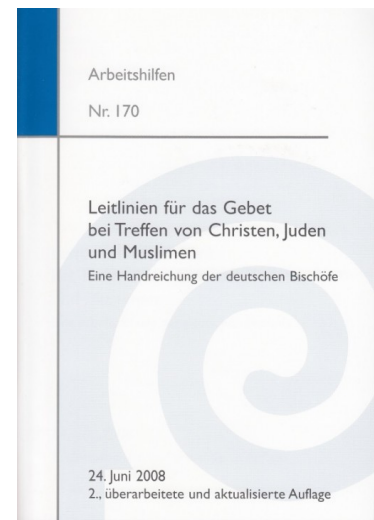 Arbeitshilfen
Nr. 170
Leitlinien für das Gebet
bei Treffen von Christen, Juden
und Muslimen
Eine Handreichung der deutschen Bischöfe
24. Juni 2008
2., überarbeitete und aktualisierte Auflage